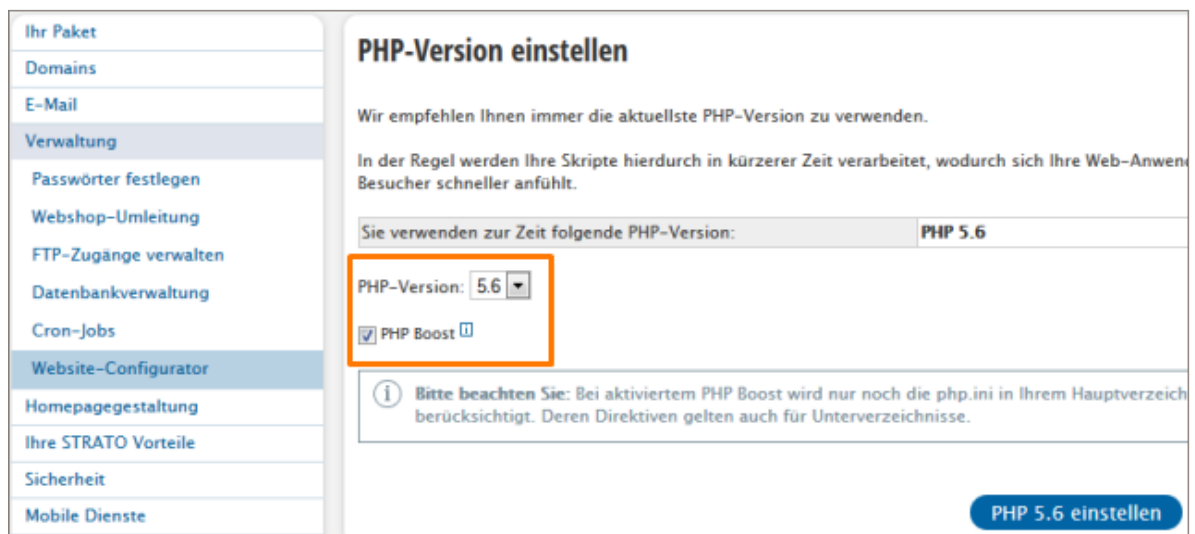 Ihr Paket
Domains
E-Mail
Verwaltung
Passwörter festlegen
Webshop-Umleitung
FTP-Zugänge verwalten
Datenbankverwaltung
Cron-Jobs
Website-Configurator
Homepagegestaltung
Ihre STRATO Vorteile
Sicherheit
Mobile Dienste
PHP-Version einstellen
Wir empfehlen Ihnen immer die aktuellste PHP-Version zu verwenden.
In der Regel werden Ihre Skripte hierdurch in kürzerer Zeit verarbeitet, wodurch sich Ihre Web-Anwen
Besucher schneller anfühlt.
Sie verwenden zur Zeit folgende PHP-Version: PHP 5.6
PHP-Version: 5.6
PHP Boost i
i Bitte beachten Sie: Bei aktiviertem PHP Boost wird nur noch die php.ini in Ihrem Hauptverzeich
berücksichtigt. Deren Direktiven gelten auch für Unterverzeichnisse.
PHP 5.6 einstellen